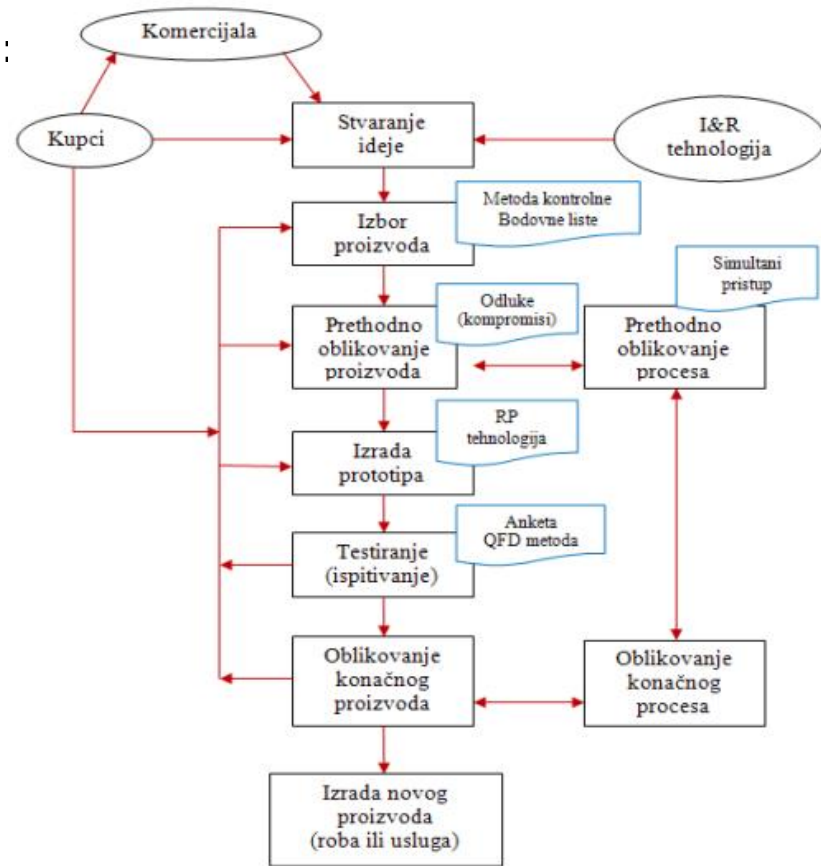 :
Komercijala
Kupci
Stvaranje
ideje
I&R
tehnologija
Izbor
proizvoda
Metoda kontrolne
Bodovne liste
Simultani
pristup
Prethodno
oblikovanje
proizvoda
Odluke
(kompromisi)
Prethodno
oblikovanje
procesa
Izrada
prototipa
RP
tehnologija
Testiranje
(ispitivanje)
Anketa
QFD metoda
Oblikovanje
konačnog
proizvoda
Oblikovanje
konačnog
procesa
Izrada novog
proizvoda
(roba ili usluga)